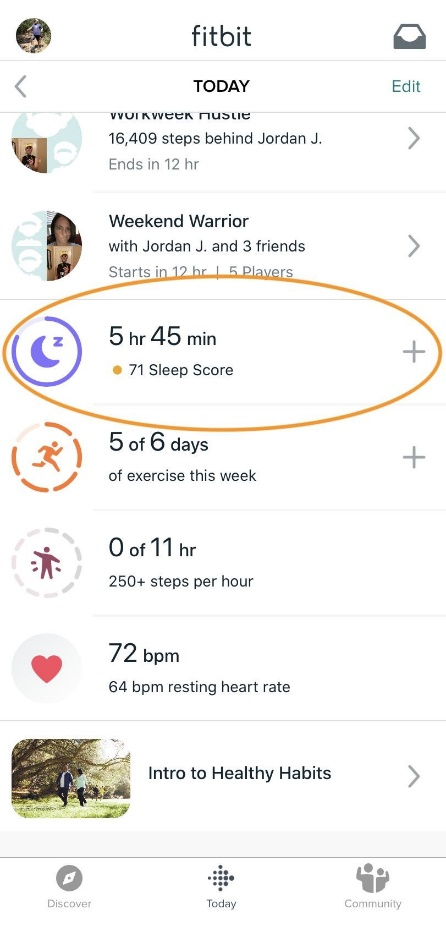 fitbit
TODAY
Edit
Workweek Hustle
16,409 steps behind Jordan J.
Ends in 12 hr
Weekend Warrior
with Jordan J. and 3 friends
Starts in 12 hr | 5 Players
5 hr 45 min
71 Sleep Score
5 of 6 days
of exercise this week
0 of 11 hr
250+ steps per hour
72 bpm
64 bpm resting heart rate
Intro to Healthy Habits
Discover
Today
Community